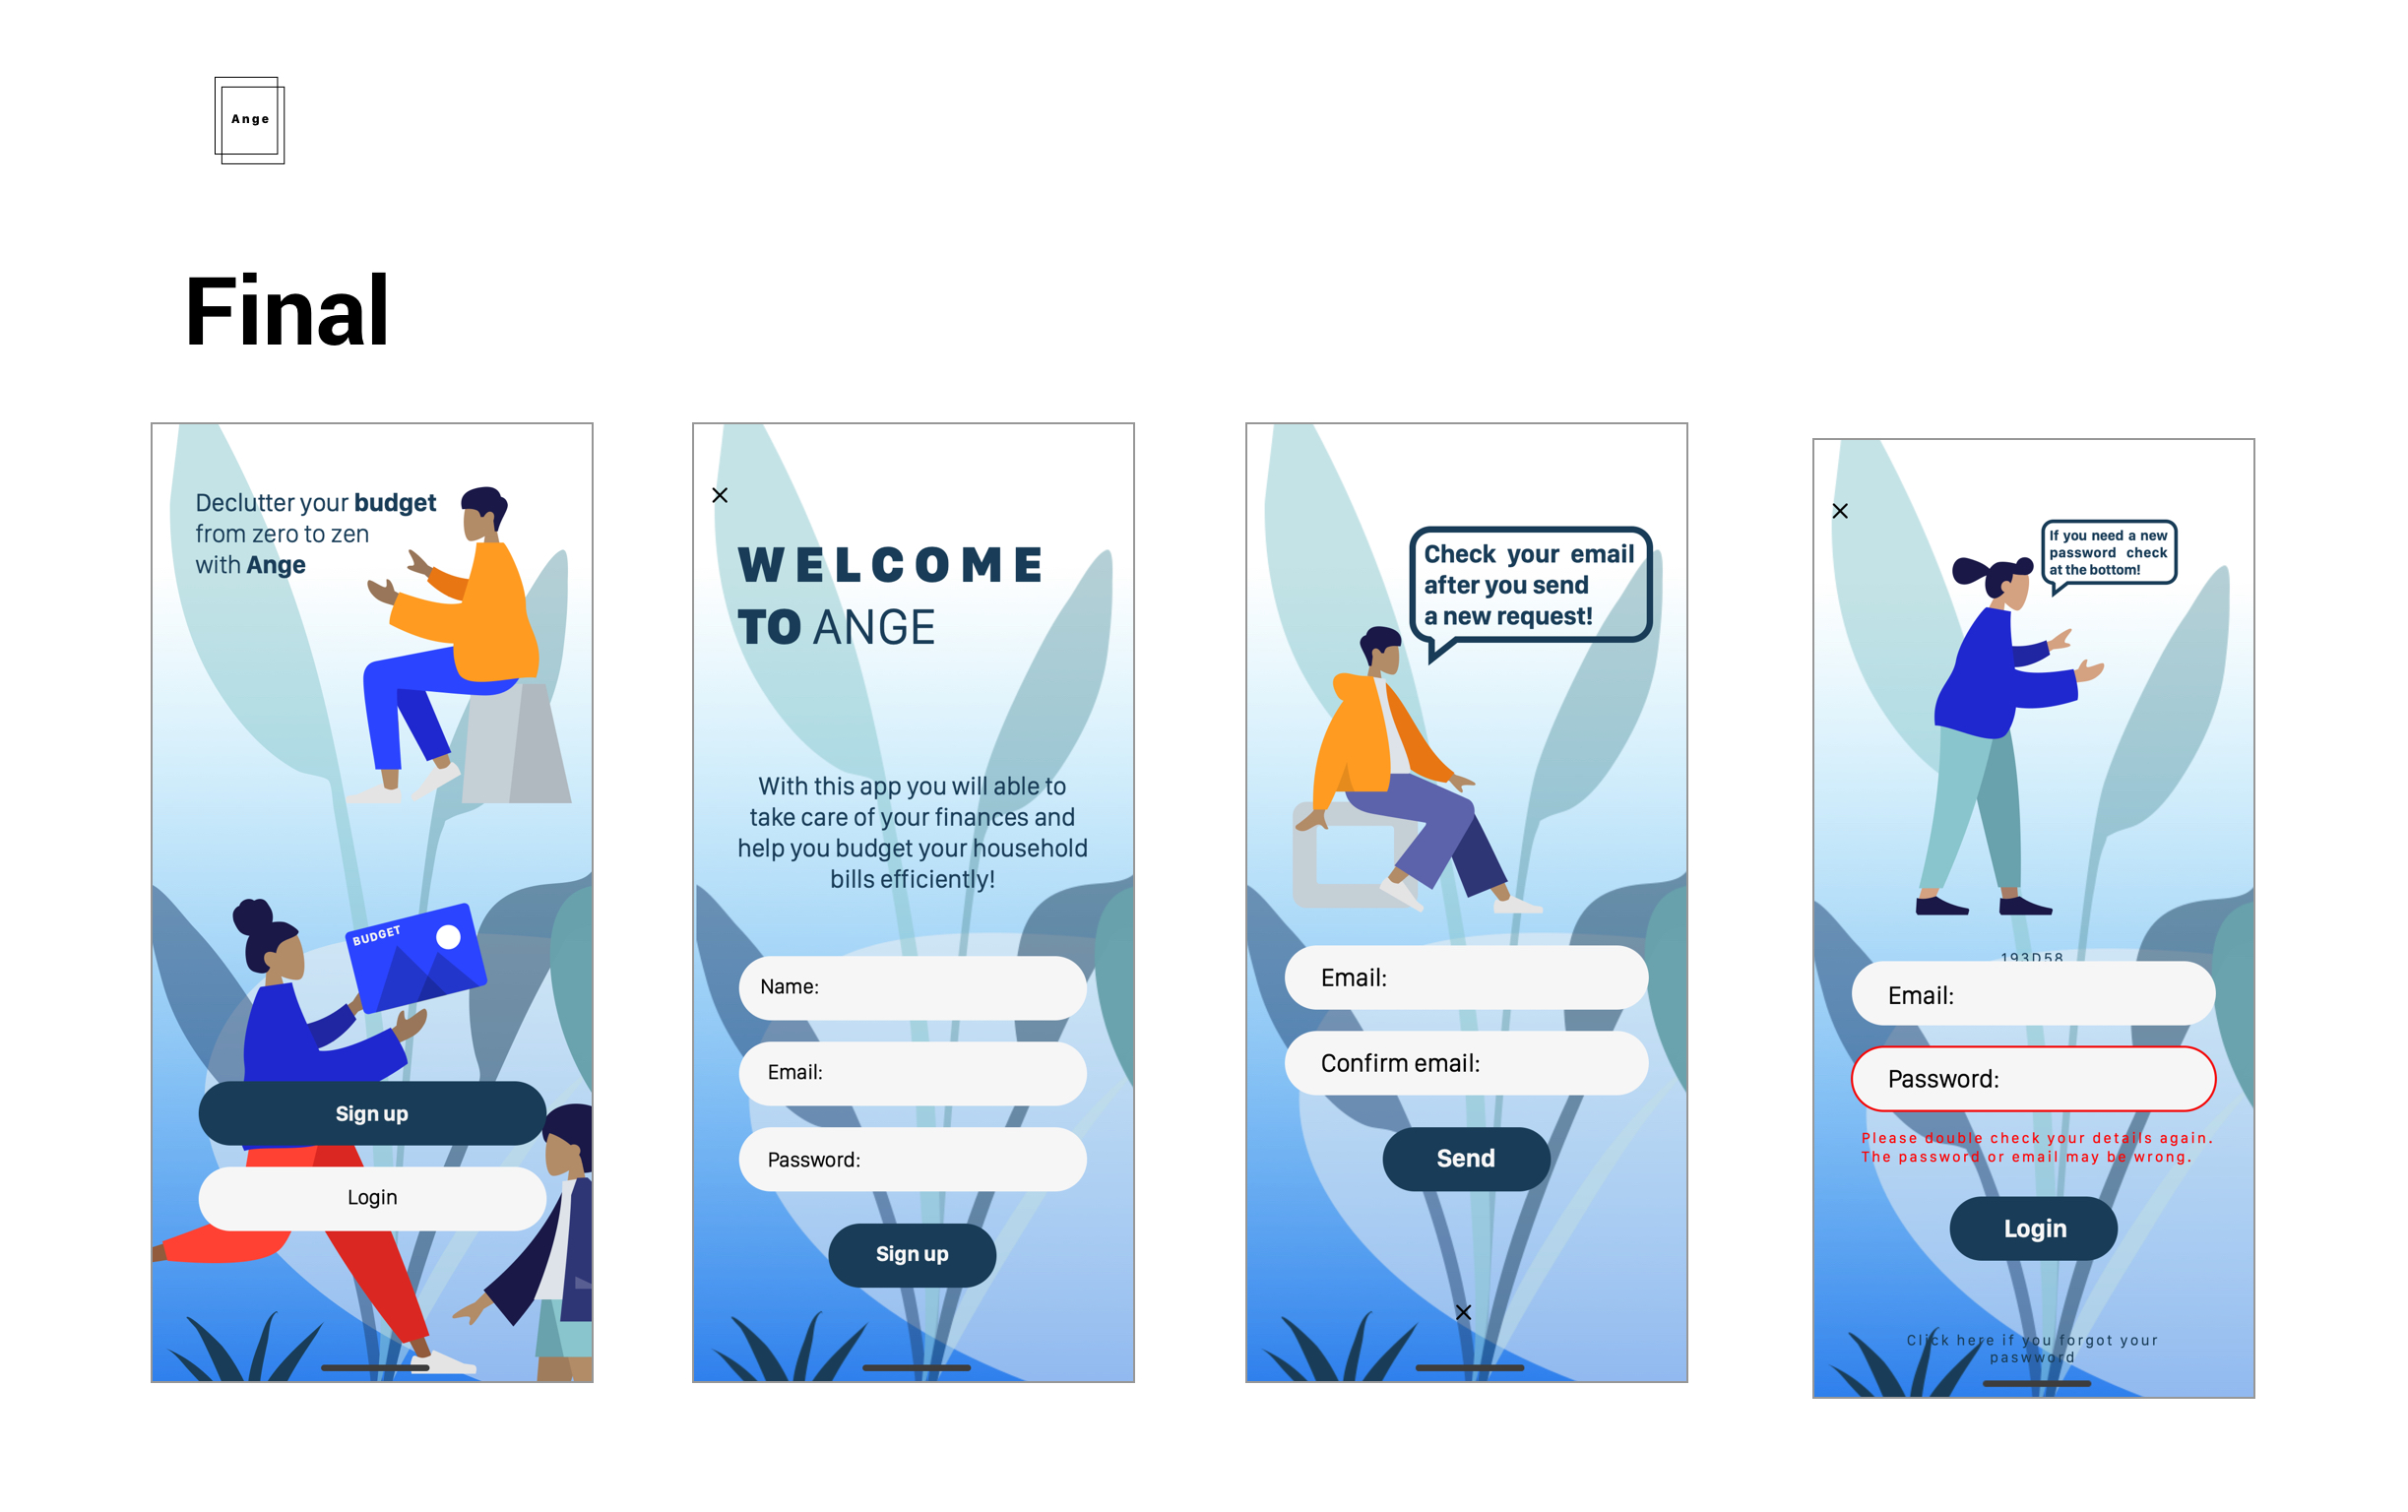 Ange
Final
Declutter your budget
from zero to zen
with Ange
BUDGET
Sign up
Login
WELCOME
TO ANGE
With this app you will able to
take care of your finances and
help you budget your household
bills efficiently!
Name:
Email:
Password:
Sign up
Check your email
after you send
a new request!
Email:
Confirm email:
Send
If you need a new
password check
at the bottom!
193D58
Email:
Password:
Please double check your details again.
The password or email may be wrong.
Login
Click here if you forgot your
paswword